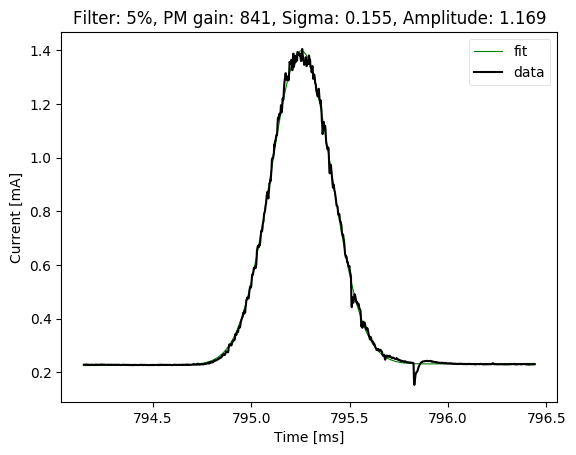 Filter: 5%, PM gain: 841, Sigma: 0.155, Amplitude: 1.169
fit
data
1.4
1.2
1.0
0.8
0.6
0.4
0.2
Current [mA]
794.5
795.0
795.5
796.0
796.5
Time [ms]